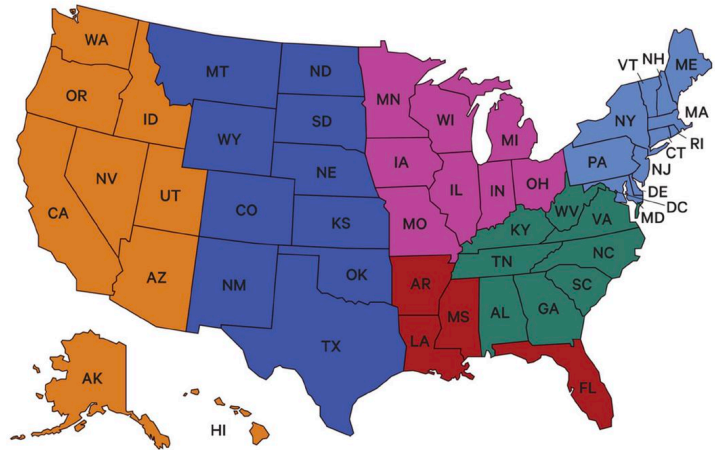 WA
OR
ID
MT
ND
MN
WY
SD
WI
MI
VT
NH
ME
NY
MA
RI
CT
NJ
PA
DE
DC
MD
CA
NV
UT
CO
NE
KS
IA
MO
IL
IN
OH
WV
VA
KY
NC
TN
SC
AZ
NM
OK
TX
AR
LA
MS
AL
GA
FL
AK
HI